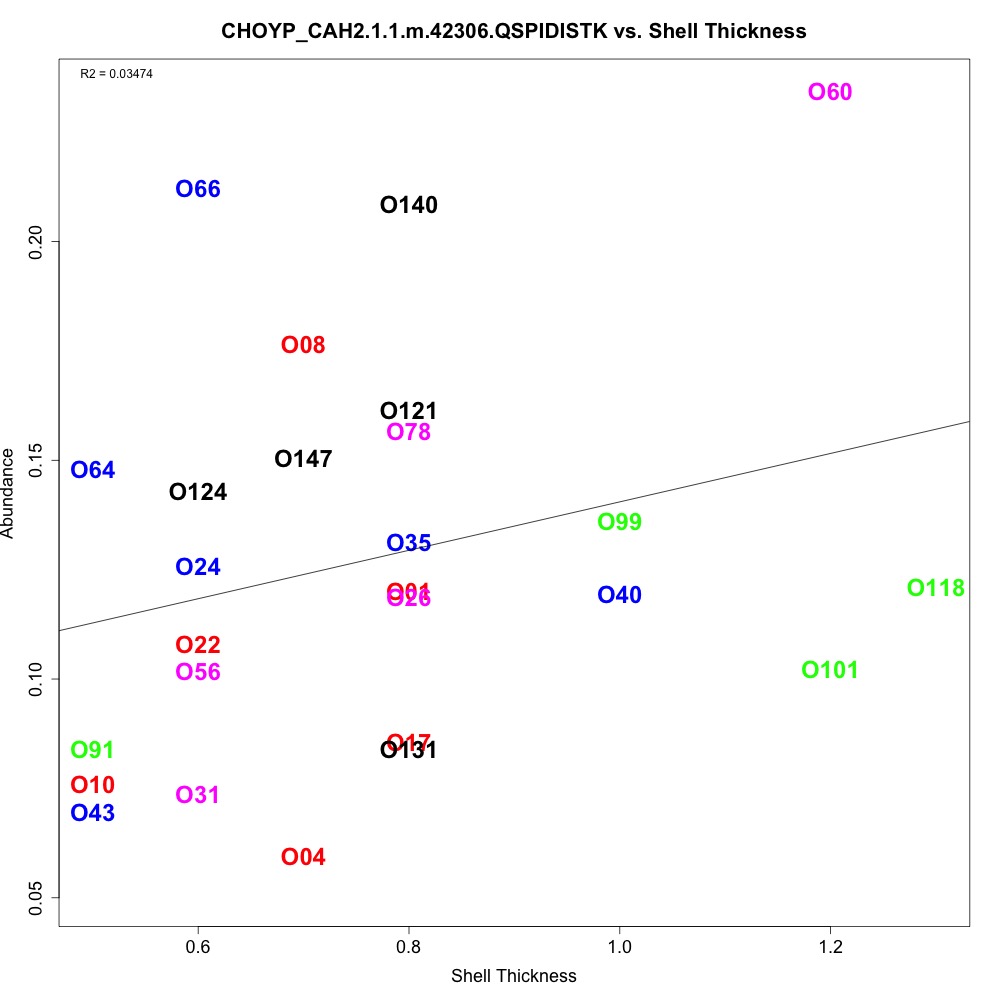 CHOYP_CAH2.1.1.m.42306.QSPIDISTK vs. Shell Thickness
R2 = 0.03474
O60
O66
O140
0.20
O08
O121
O78
0.15
O147
O64
O124
Abundance
O99
O35
O24
O01
O26
O40
O118
O22
O56
O101
0.10
O17
O91
O131
O10
O31
O43
O04
0.05
0.6 0.8 1.0 1.2
Shell Thickness